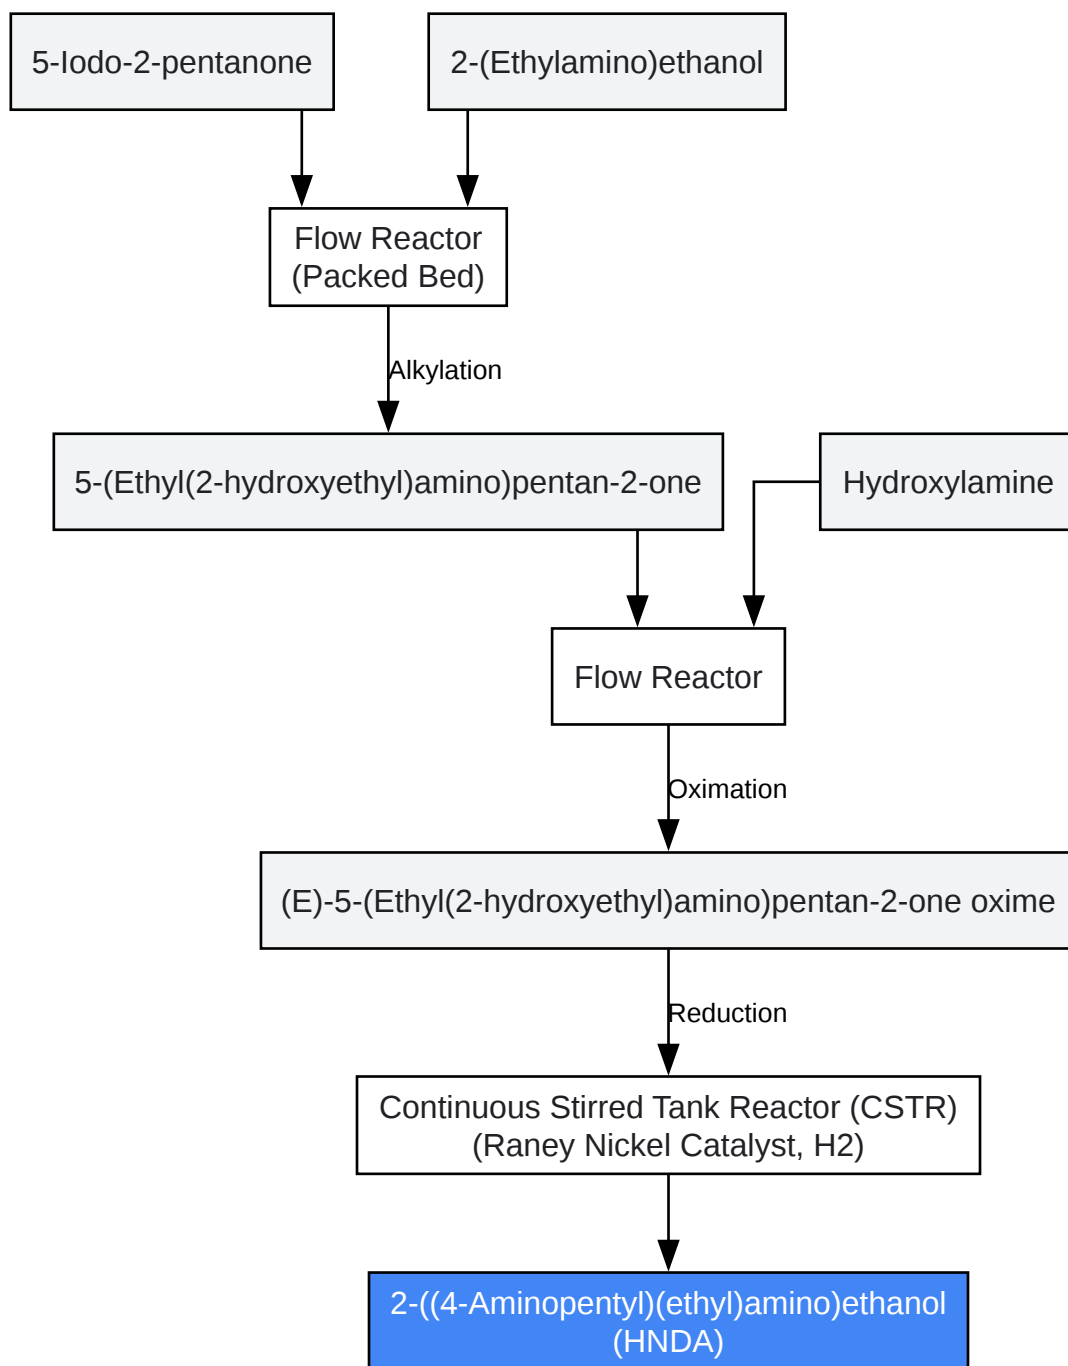 5-Iodo-2-pentanone
2-(Ethylamino)ethanol
Flow Reactor
(Packed Bed)
Alkylation
5-(Ethyl(2-hydroxyethyl)amino)pentan-2-one
Hydroxylamine
Flow Reactor
Oximation
(E)-5-(Ethyl(2-hydroxyethyl)amino)pentan-2-one oxime
Reduction
Continuous Stirred Tank Reactor (CSTR)
(Raney Nickel Catalyst, H2)
2-((4-Aminopentyl)(ethyl)amino)ethanol
(HNDA)